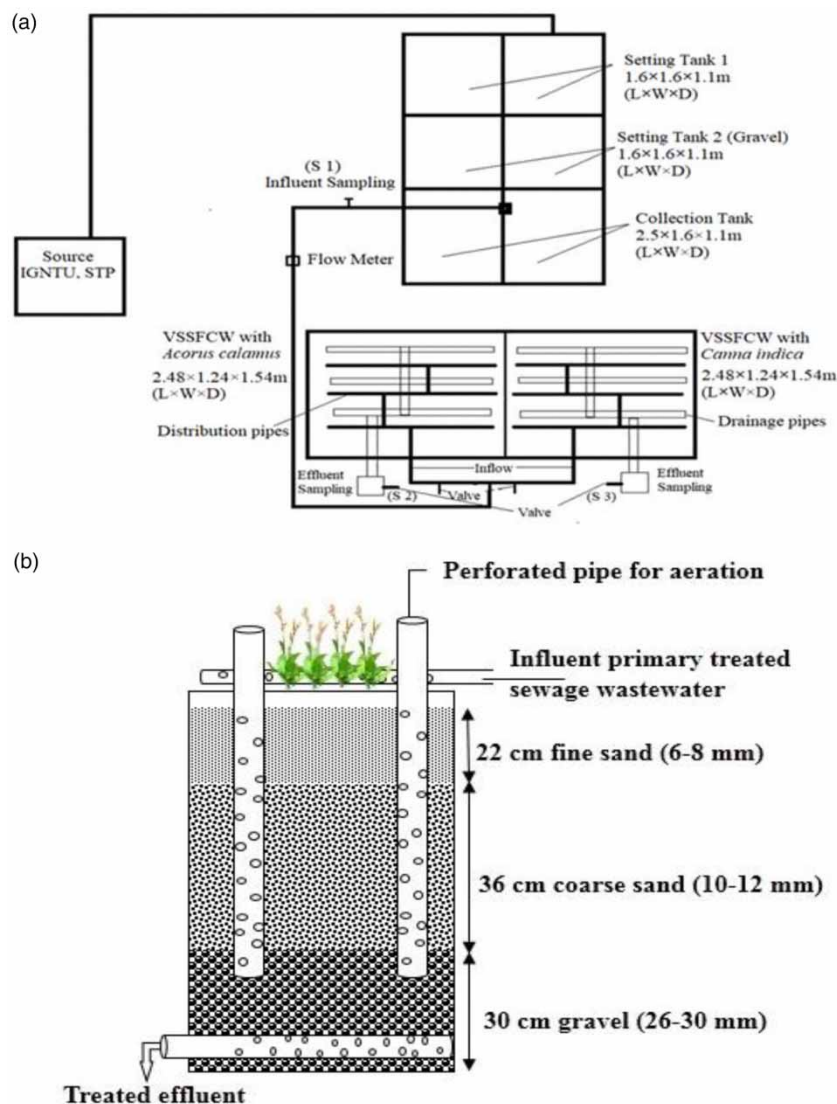 (a)
Setting Tank 1
1.6×1.6×1.1m
(L×W×D)
Setting Tank 2 (Gravel)
1.6×1.6×1.1m
(L×W×D)
(S 1)
Influent Sampling
Collection Tank
2.5×1.6×1.1m
(L×W×D)
Source
IGNTU, STP
Flow Meter
VSSFCW with
Acorus calamus
2.48×1.24×1.54m
(L×W×D)
VSSFCW with
Canna indica
2.48×1.24×1.54m
(L×W×D)
Distribution pipes
Drainage pipes
Inflow
Effluent
Sampling
(S 2)
Valve
Valve
(S 3)
Effluent
Sampling
(b)
Perforated pipe for aeration
Influent primary treated
sewage wastewater
22 cm fine sand (6-8 mm)
36 cm coarse sand (10-12 mm)
30 cm gravel (26-30 mm)
Treated effluent